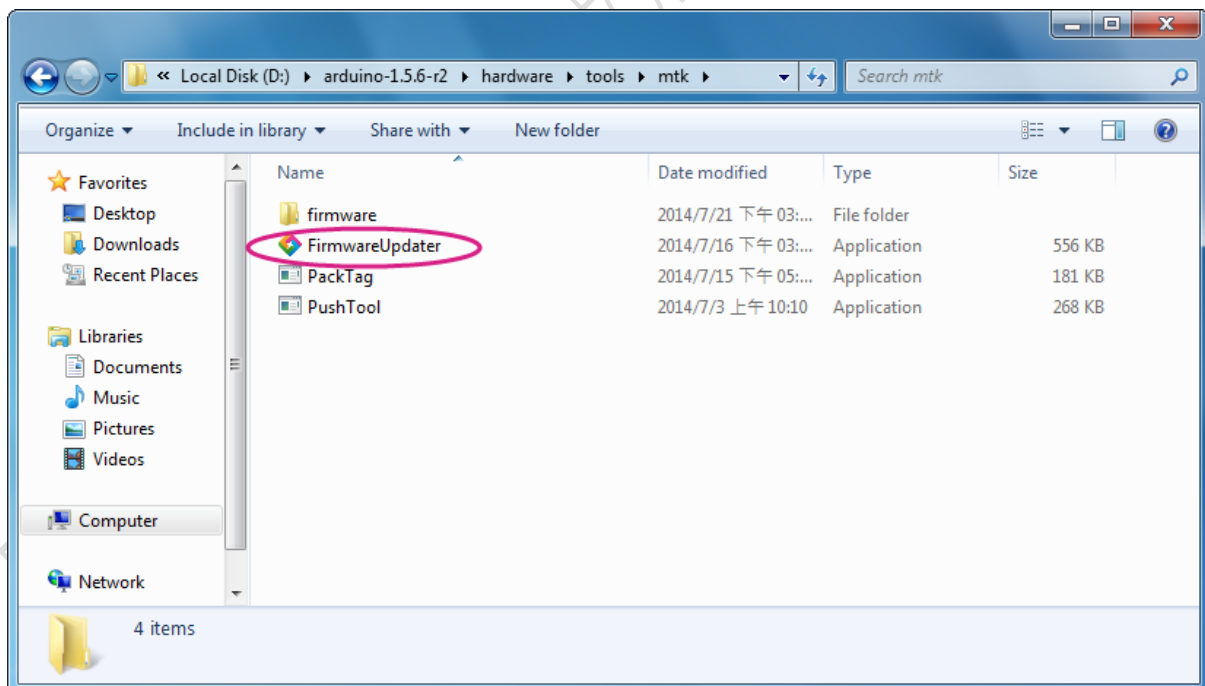 « Local Disk (D:) ▸ arduino-1.5.6-r2 ▸ hardware ▸ tools ▸ mtk ▸
Search mtk
Organize ▼ Include in library ▼ Share with ▼ New folder
Name Date modified Type Size
Favorites
Desktop
Downloads
Recent Places
Libraries
Documents
Music
Pictures
Videos
Computer
Network
firmware 2014/7/21 下午 03:... File folder
FirmwareUpdater 2014/7/16 下午 03:... Application 556 KB
PackTag 2014/7/15 下午 05:... Application 181 KB
PushTool 2014/7/3 上午 10:10 Application 268 KB
4 items